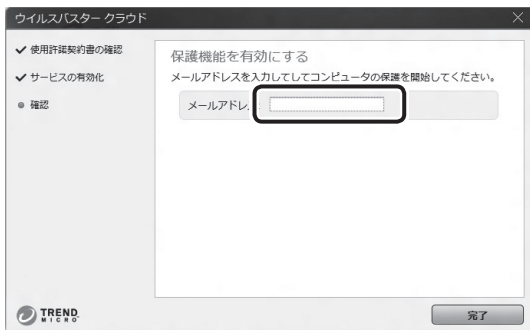 ウイルスバスター クラウド
使用許諾契約書の確認
サービスの有効化
確認
保護機能を有効にする
メールアドレスを入力してしてコンピュータの保護を開始してください。
メールアドレ
TREND
MICRO
完了